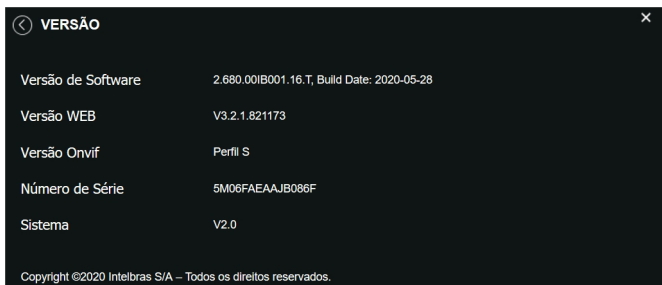 VERSÃO
Versão de Software 2.680.00IB001.16.T, Build Date: 2020-05-28
Versão WEB V3.2.1.821173
Versão Onvif Perfil S
Número de Série 5M06FAEAAJB086F
Sistema V2.0
Copyright ©2020 Intelbras S/A – Todos os direitos reservados.